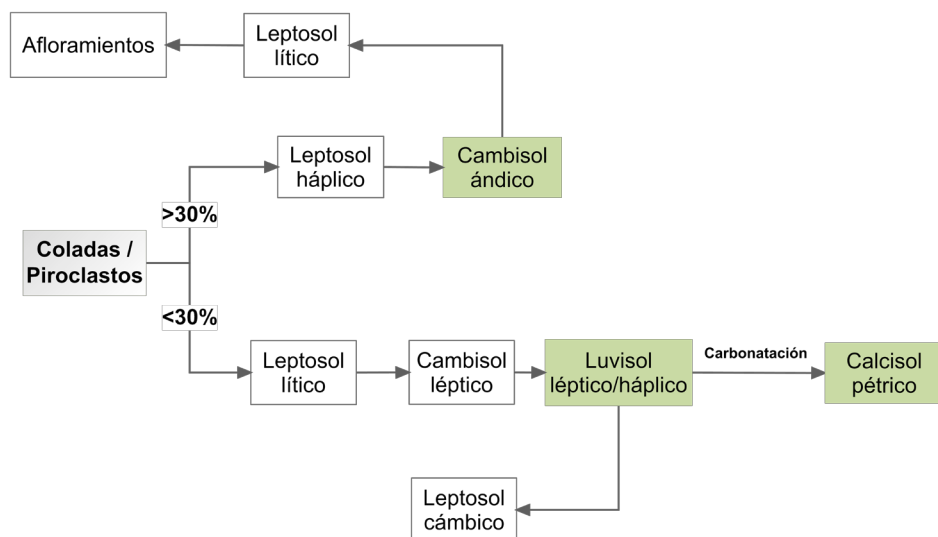 Afloramientos
Leptosol
lítico
Leptosol
háplico
Cambisol
ándico
>30%
Coladas /
Piroclastos
<30%
Leptosol
lítico
Cambisol
léptico
Luvisol
léptico/háplico
Carbonatación
Calcisol
pétrico
Leptosol
cámbico